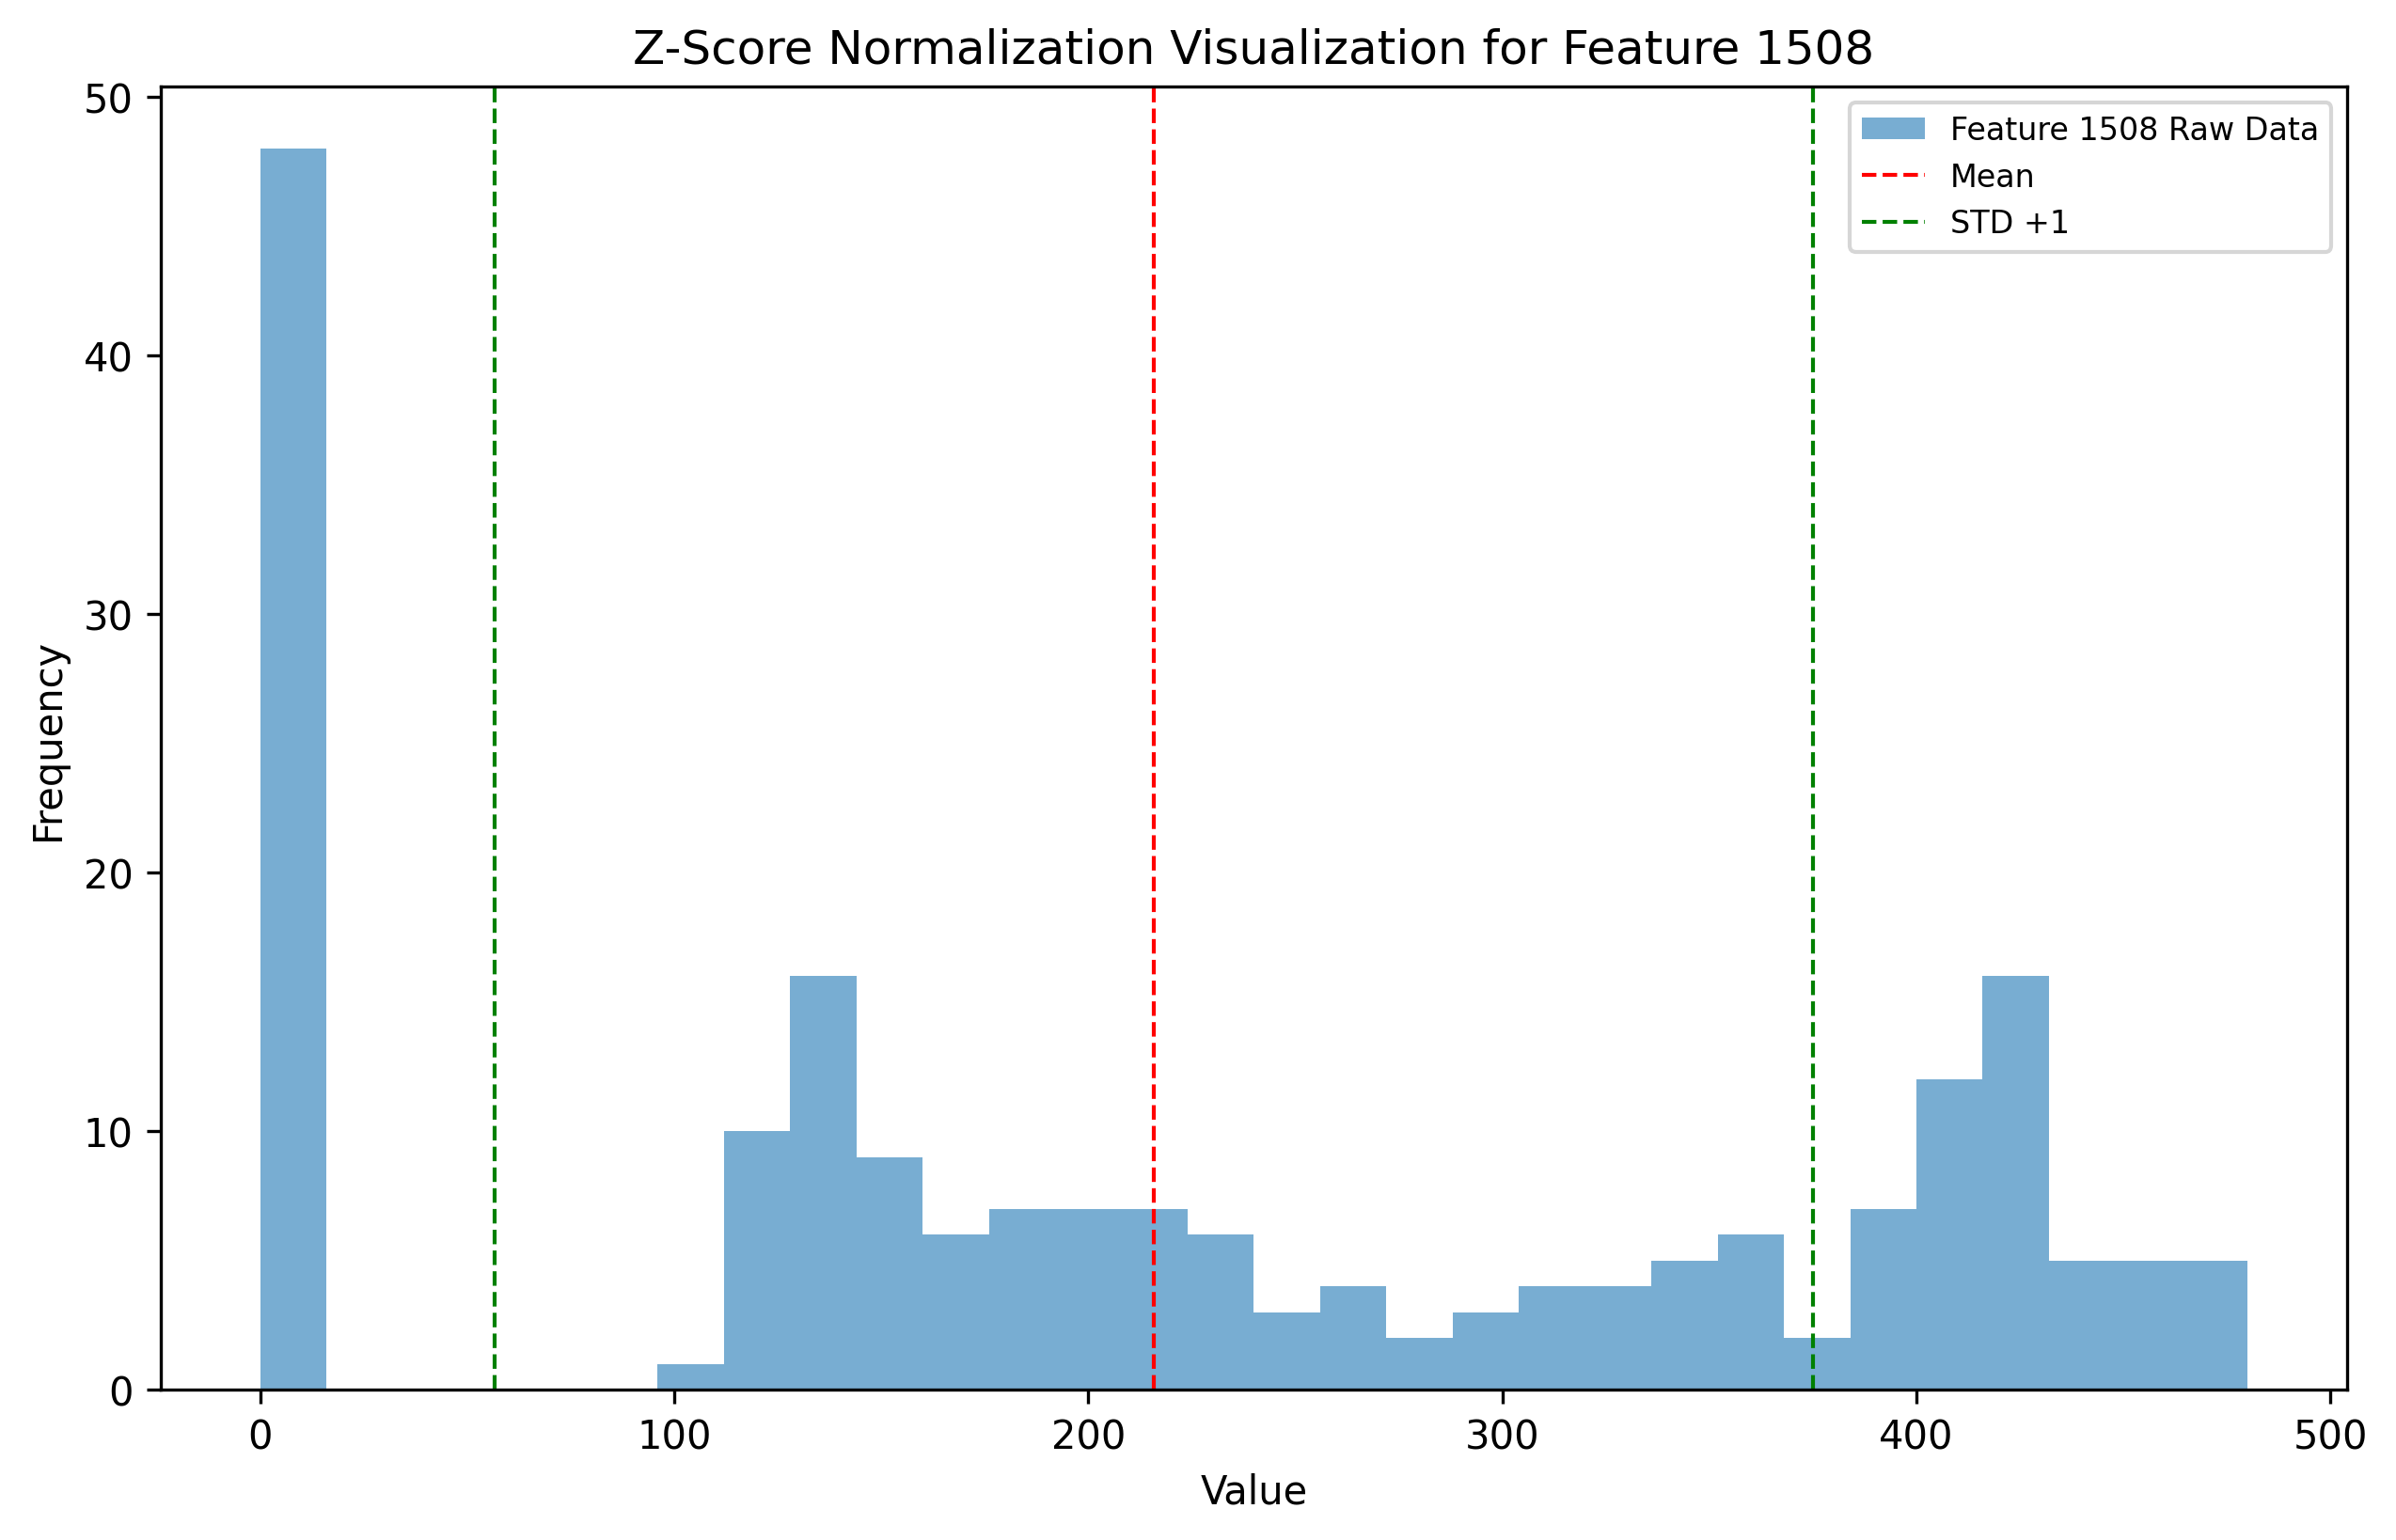 Z-Score Normalization Visualization for Feature 1508
Feature 1508 Raw Data
Mean
STD +1
50
40
30
20
10
0
Frequency
0 100 200 300 400 500
Value